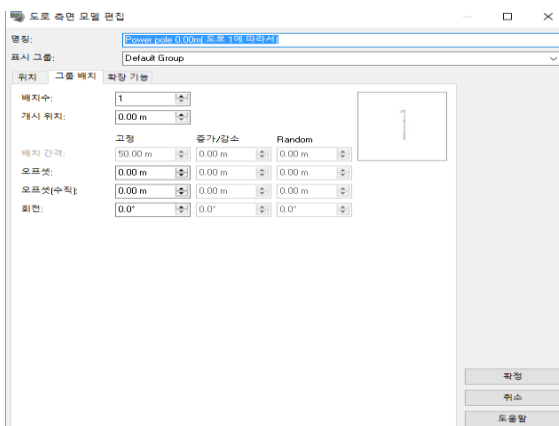 도로 측면 모델 편집
명칭: Power pole 0.00m( 도로 1에 따라서)
표시 그룹: Default Group
위치 그룹 배치 확장 기능
배치수: 1
개시 위치: 0.00 m
고정 증가/감소 Random
배치 간격: 50.00 m 0.00 m 0.00 m
오프셋: 0.00 m 0.00 m 0.00 m
오프셋(수직): 0.00 m 0.00 m 0.00 m
회전: 0.0° 0.0° 0.0°
확정
취소
도움말